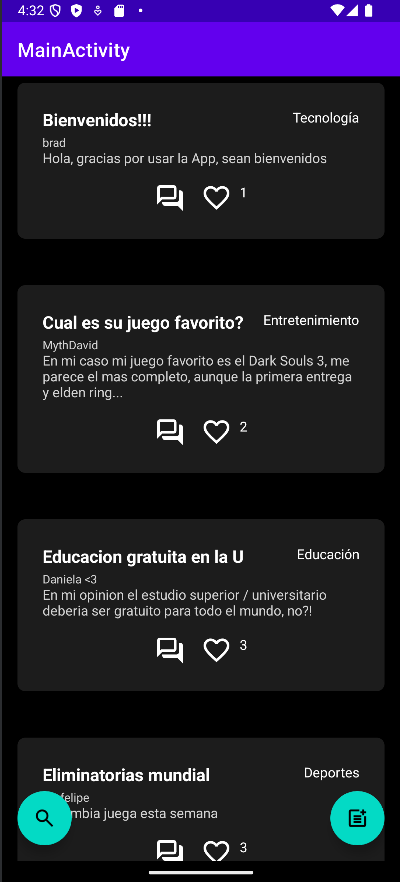 4:32
MainActivity
Bienvenidos!!!
Tecnología
brad
Hola, gracias por usar la App, sean bienvenidos
1
Cual es su juego favorito?
Entretenimiento
MythDavid
En mi caso mi juego favorito es el Dark Souls 3, me
parece el mas completo, aunque la primera entrega
y elden ring...
2
Educacion gratuita en la U
Educación
Daniela <3
En mi opinion el estudio superior / universitario
deberia ser gratuito para todo el mundo, no?!
3
Eliminatorias mundial
Deportes
felipe
mbia juega esta semana
3